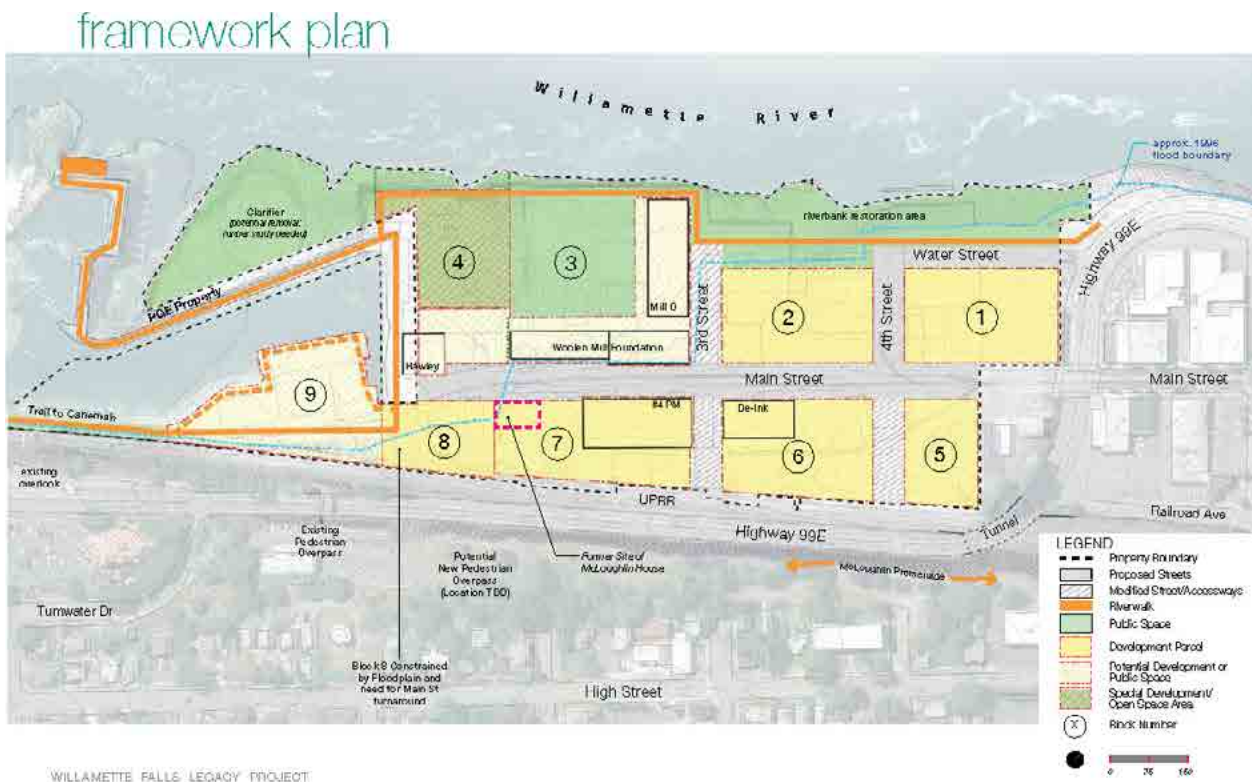 framework plan
Willamette River
approx. 1996
flood boundary
Clarifier
(potential removal,
further study needed)
riverbank restoration area
Highway 99E
Water Street
4
3
Mill O
3rd Street
2
4th Street
1
PGE Property
Hawley
Woolen Mill Foundation
Main Street
Main Street
9
Trail to Canemah
#4 PM
De-Ink
8
7
6
5
existing
overlook
UPRR
Highway 99E
Tunnel
Railroad Ave
Existing
Pedestrian
Overpass
Potential
New Pedestrian
Overpass
(Location TBD)
Former Site of
McLoughlin House
McLoughlin Promenade
Tumwater Dr
Block 8 Constrained
by Floodplain and
need for Main St
turnaround
High Street
LEGEND
Property Boundary
Proposed Streets
Modified Street/Accessways
Riverwalk
Public Space
Development Parcel
Potential Development or
Public Space
Special Development/
Open Space Area
X Block Number
0 75 150
WILLAMETTE FALLS LEGACY PROJECT